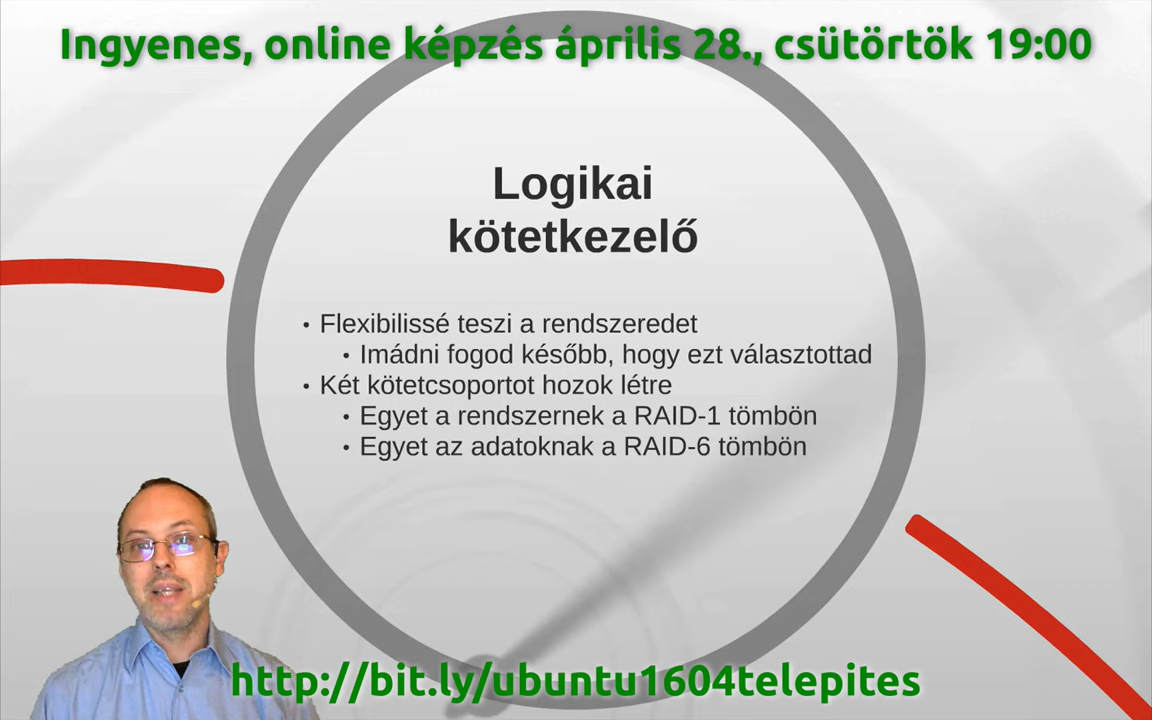 Ingyenes, online képzés április 28., csütörtök 19:00
Logikai
kötetkezelő
• Flexibilissé teszi a rendszeredet
• Imádni fogod később, hogy ezt választottad
• Két kötetcsoportot hozok létre
• Egyet a rendszernek a RAID-1 tömbön
• Egyet az adatoknak a RAID-6 tömbön
http://bit.ly/ubuntu1604telepites